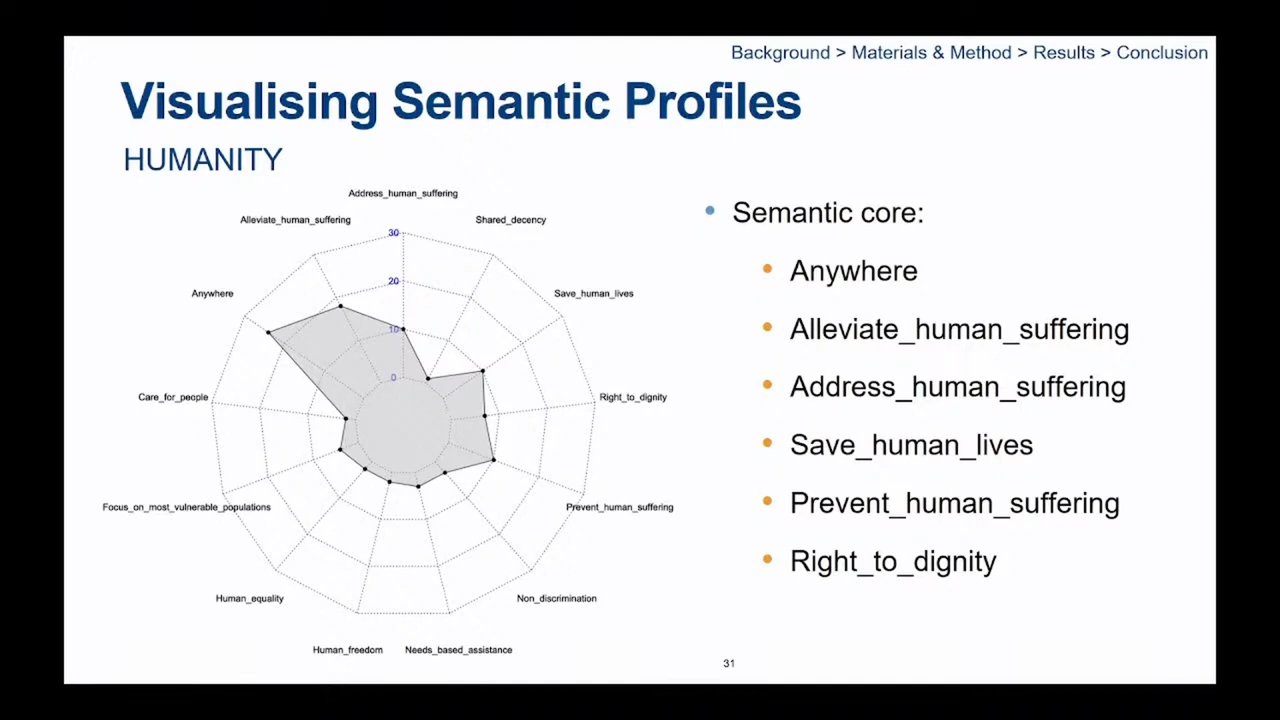 Background > Materials & Method > Results > Conclusion
Visualising Semantic Profiles
HUMANITY
Address_human_suffering
Alleviate_human_suffering
Shared_decency
30
Anywhere
Save_human_lives
20
10
0
Care_for_people
Right_to_dignity
Focus_on_most_vulnerable_populations
Prevent_human_suffering
Human_equality
Non_discrimination
Human_freedom
Needs_based_assistance
• Semantic core:
• Anywhere
• Alleviate_human_suffering
• Address_human_suffering
• Save_human_lives
• Prevent_human_suffering
• Right_to_dignity
31